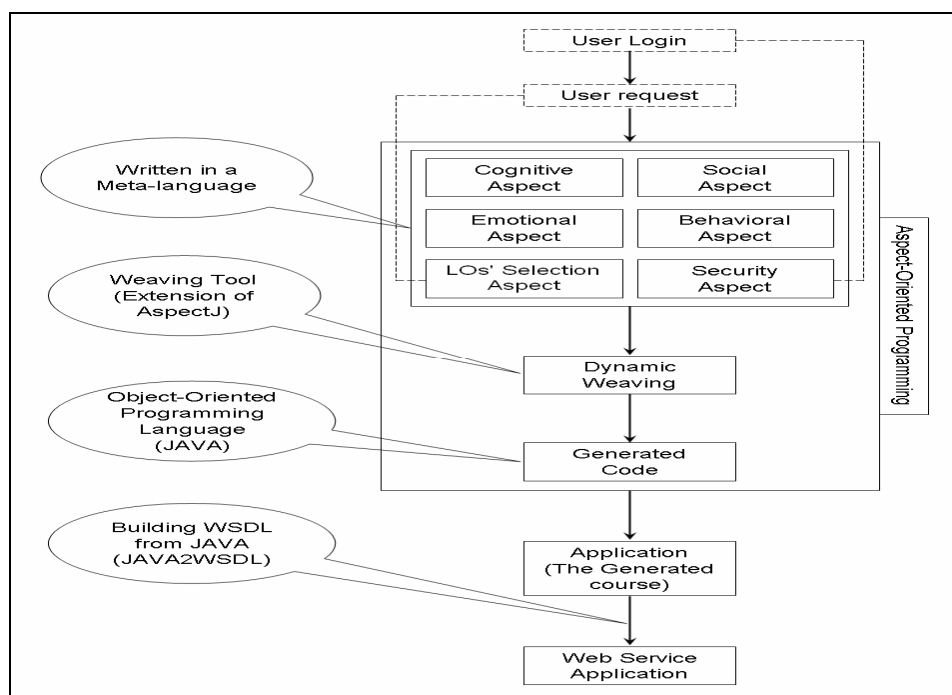 User Login
User request
Written in a
Meta-language
Cognitive
Aspect
Social
Aspect
Emotional
Aspect
Behavioral
Aspect
LOs' Selection
Aspect
Security
Aspect
Aspect-Oriented Programming
Weaving Tool
(Extension of
AspectJ)
Dynamic
Weaving
Object-Oriented
Programming
Language
(JAVA)
Generated
Code
Building WSDL
from JAVA
(JAVA2WSDL)
Application
(The Generated
course)
Web Service
Application